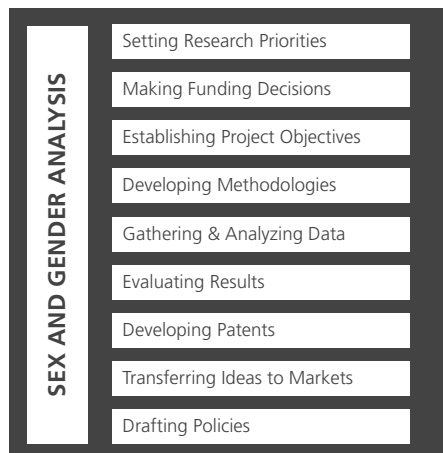 SEX AND GENDER ANALYSIS
Setting Research Priorities
Making Funding Decisions
Establishing Project Objectives
Developing Methodologies
Gathering & Analyzing Data
Evaluating Results
Developing Patents
Transferring Ideas to Markets
Drafting Policies